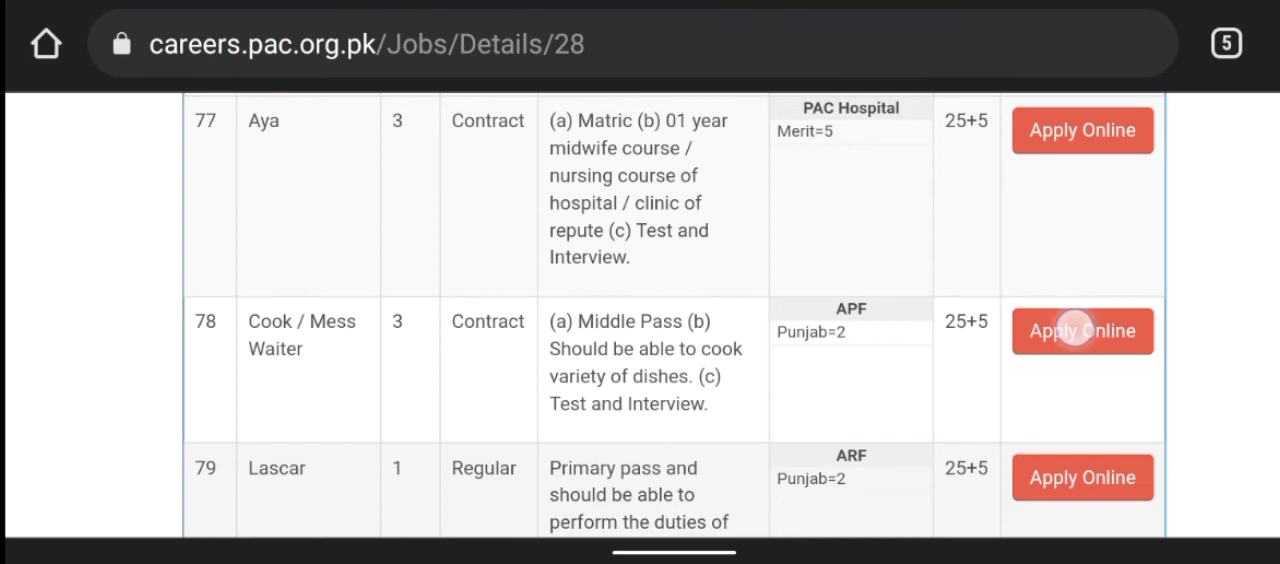 careers.pac.org.pk/Jobs/Details/28
5
77 Aya 3 Contract (a) Matric (b) 01 year PAC Hospital 25+5 Apply Online
midwife course / Merit=5
nursing course of
hospital / clinic of
repute (c) Test and
Interview.
78 Cook / Mess 3 Contract (a) Middle Pass (b) APF 25+5 Apply Online
Waiter Should be able to cook Punjab=2
variety of dishes. (c)
Test and Interview.
79 Lascar 1 Regular Primary pass and ARF 25+5 Apply Online
should be able to Punjab=2
perform the duties of